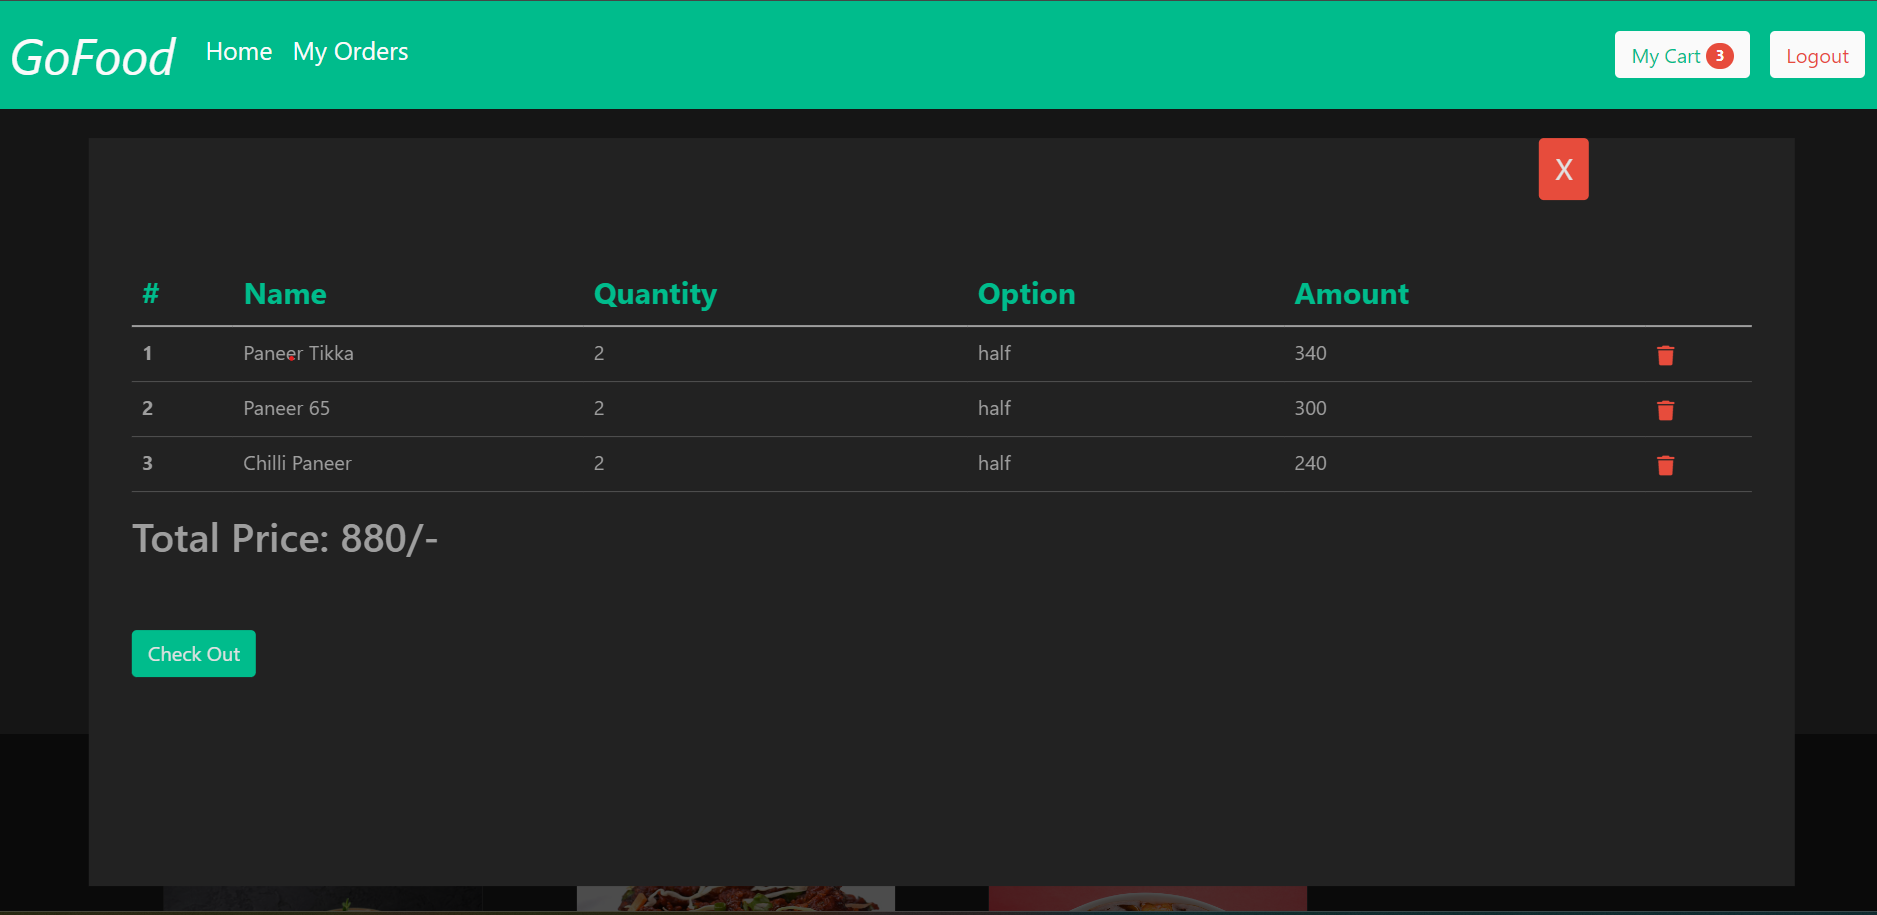 GoFood Home My Orders My Cart 3 Logout
X
# Name Quantity Option Amount
1 Paneer Tikka 2 half 340
2 Paneer 65 2 half 300
3 Chilli Paneer 2 half 240
Total Price: 880/-
Check Out